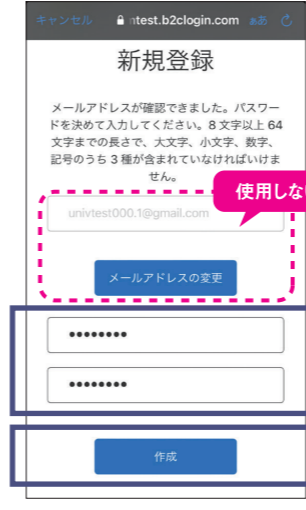 キャンセル ntest.b2clogin.com ぁあ
新規登録
メールアドレスが確認できました。パスワー
ドを決めて入力してください。8 文字以上 64
文字までの長さで、大文字、小文字、数字、
記号のうち 3 種が含まれていなければいけま
せん。
使用しな
univtest000.1@gmail.com
メールアドレスの変更
••••••••
••••••••
作成